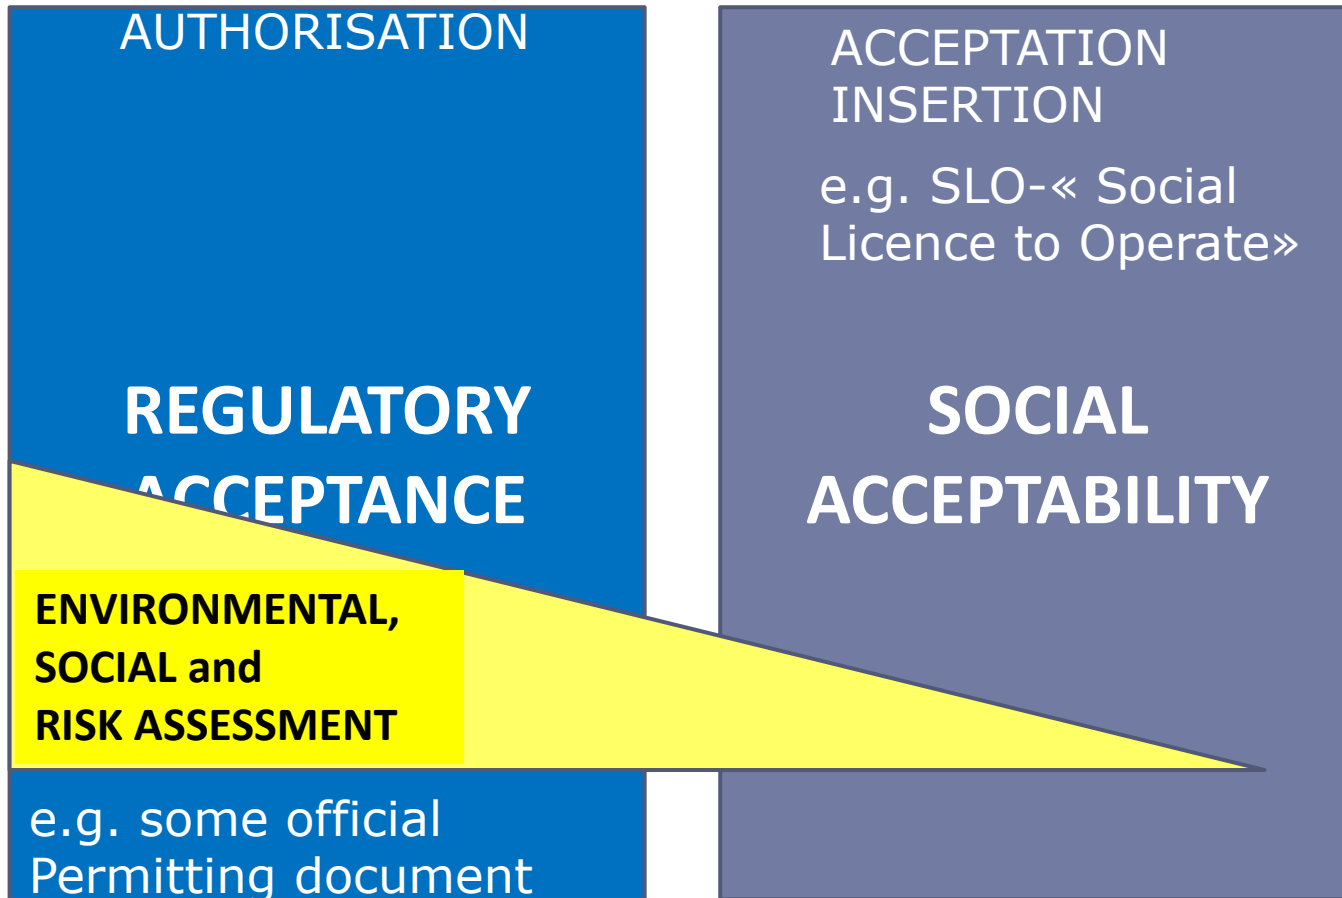 AUTHORISATION
REGULATORY
ACCEPTANCE
ENVIRONMENTAL,
SOCIAL and
RISK ASSESSMENT
e.g. some official
Permitting document
ACCEPTATION
INSERTION
e.g. SLO-« Social
Licence to Operate»
SOCIAL
ACCEPTABILITY